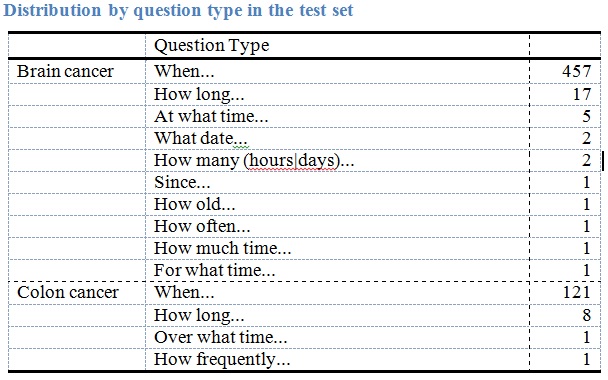 Distribution by question type in the test set
Question Type
Brain cancer When... 457
How long... 17
At what time... 5
What date... 2
How many (hours|days)... 2
Since... 1
How old... 1
How often... 1
How much time... 1
For what time... 1
Colon cancer When... 121
How long... 8
Over what time... 1
How frequently... 1